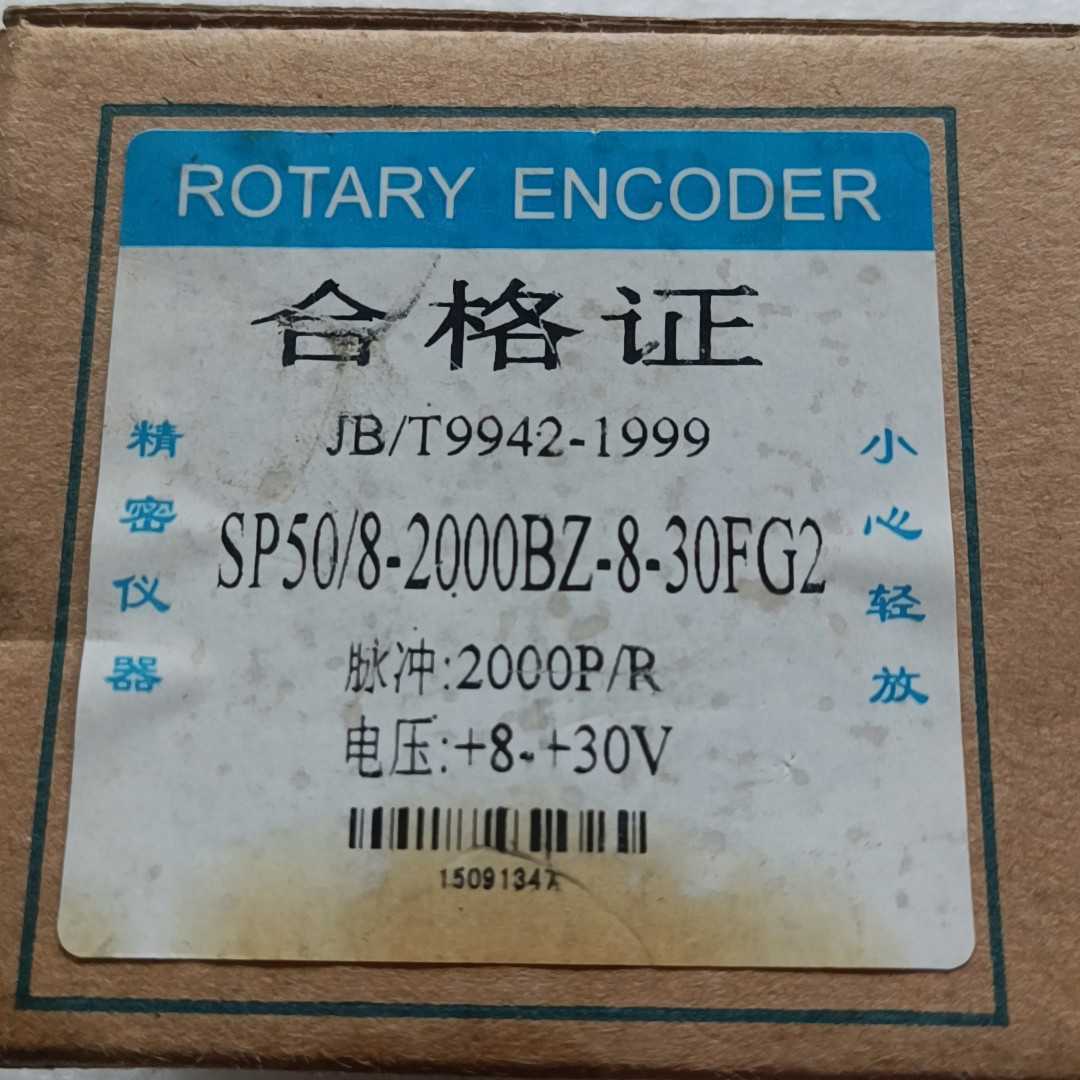 ROTARY ENCODER
合格证
JB/T9942-1999
精密仪器
小心轻放
SP50/8-2000BZ-8-30FG2
脉冲:2000P/R
电压:+8-+30V